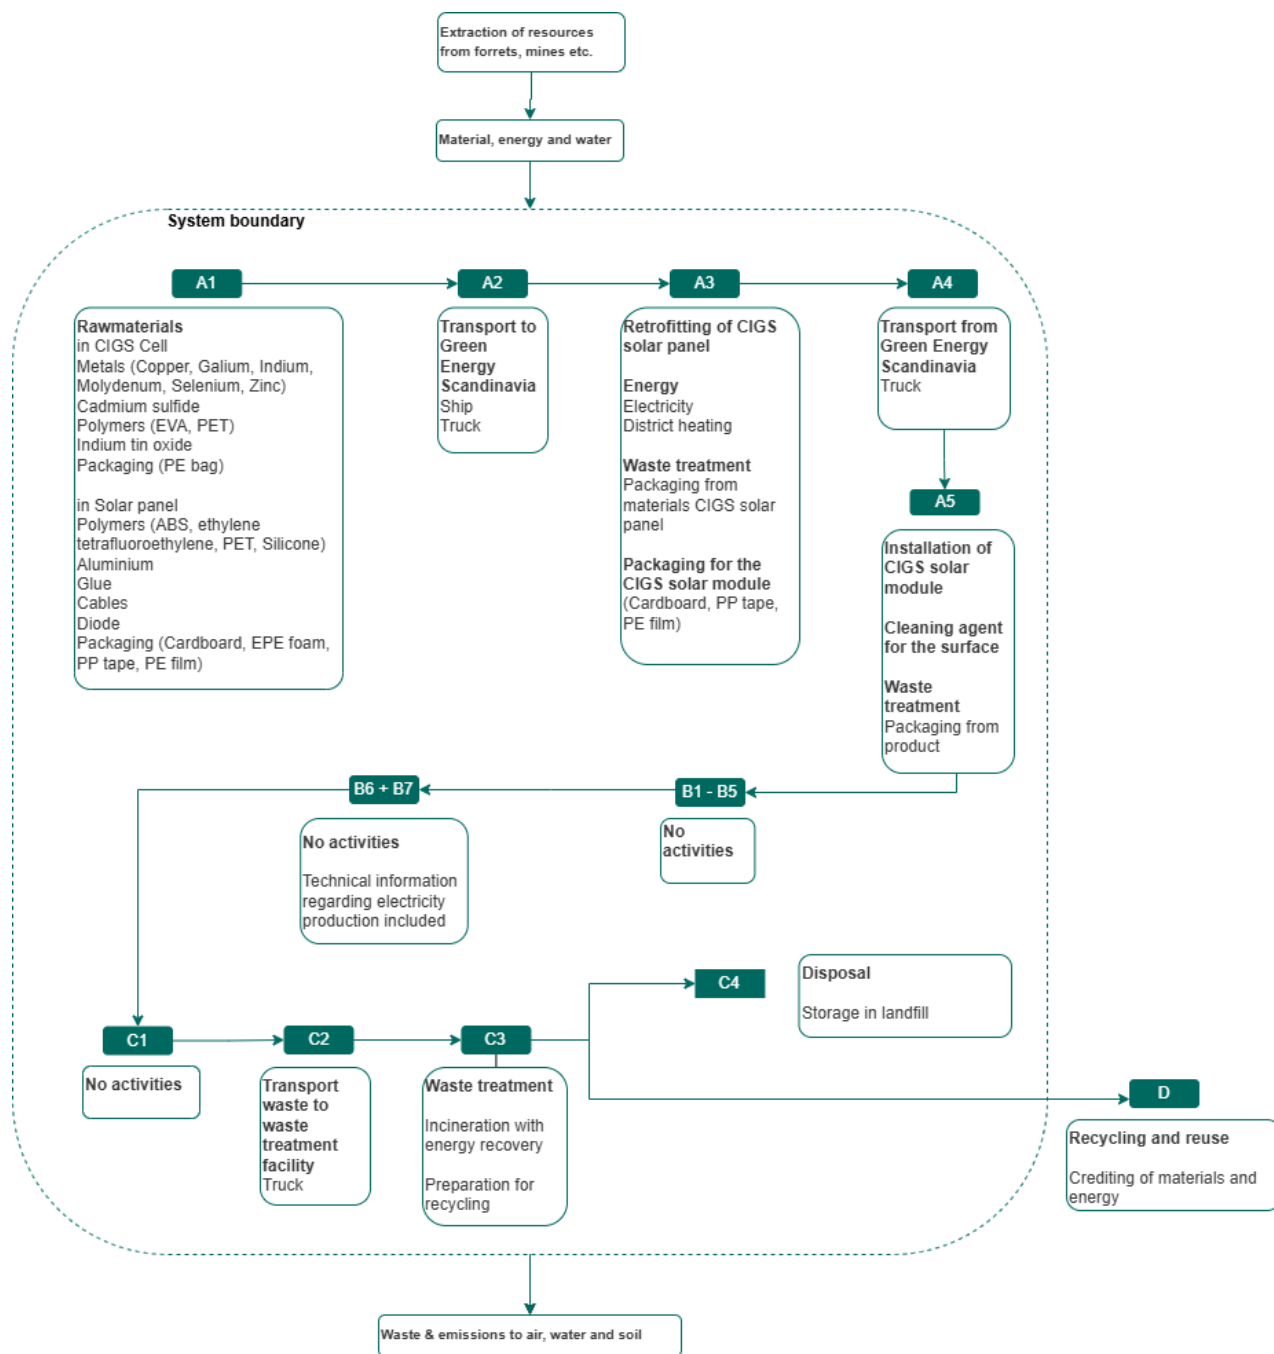 Extraction of resources
from forrets, mines etc.
Material, energy and water
System boundary
A1
A2
A3
A4
Rawmaterials
in CIGS Cell
Metals (Copper, Galium, Indium,
Molydenum, Selenium, Zinc)
Cadmium sulfide
Polymers (EVA, PET)
Indium tin oxide
Packaging (PE bag)
in Solar panel
Polymers (ABS, ethylene
tetrafluoroethylene, PET, Silicone)
Aluminium
Glue
Cables
Diode
Packaging (Cardboard, EPE foam,
PP tape, PE film)
Transport to
Green
Energy
Scandinavia
Ship
Truck
Retrofitting of CIGS
solar panel
Energy
Electricity
District heating
Waste treatment
Packaging from
materials CIGS solar
panel
Packaging for the
CIGS solar module
(Cardboard, PP tape,
PE film)
Transport from
Green Energy
Scandinavia
Truck
A5
Installation of
CIGS solar
module
Cleaning agent
for the surface
Waste
treatment
Packaging from
product
B6 + B7
B1 - B5
No activities
Technical information
regarding electricity
production included
No
activities
C4
Disposal
Storage in landfill
C1
C2
C3
No activities
Transport
waste to
waste
treatment
facility
Truck
Waste treatment
Incineration with
energy recovery
Preparation for
recycling
D
Recycling and reuse
Crediting of materials and
energy
Waste & emissions to air, water and soil